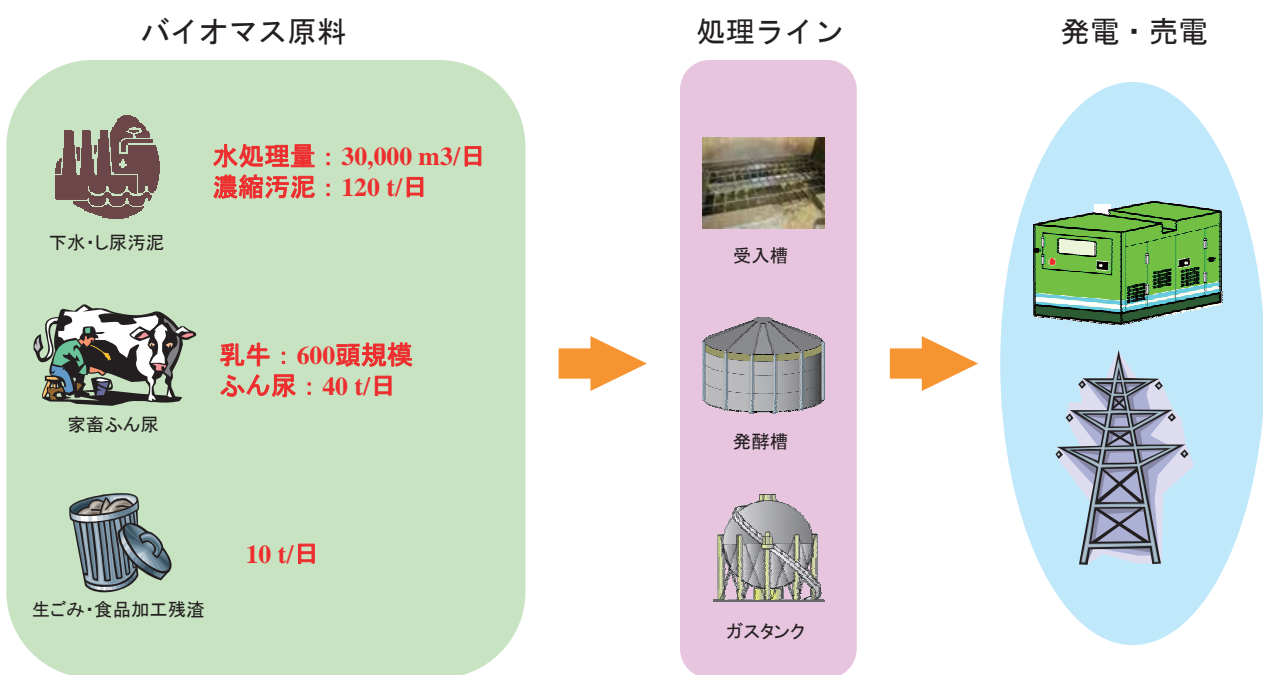 バイオマス原料
処理ライン
発電・売電
水処理量：30,000 m3/日
濃縮汚泥：120 t/日
下水・し尿汚泥
乳牛：600頭規模
ふん尿：40 t/日
家畜ふん尿
10 t/日
生ごみ・食品加工残渣
受入槽
発酵槽
ガスタンク